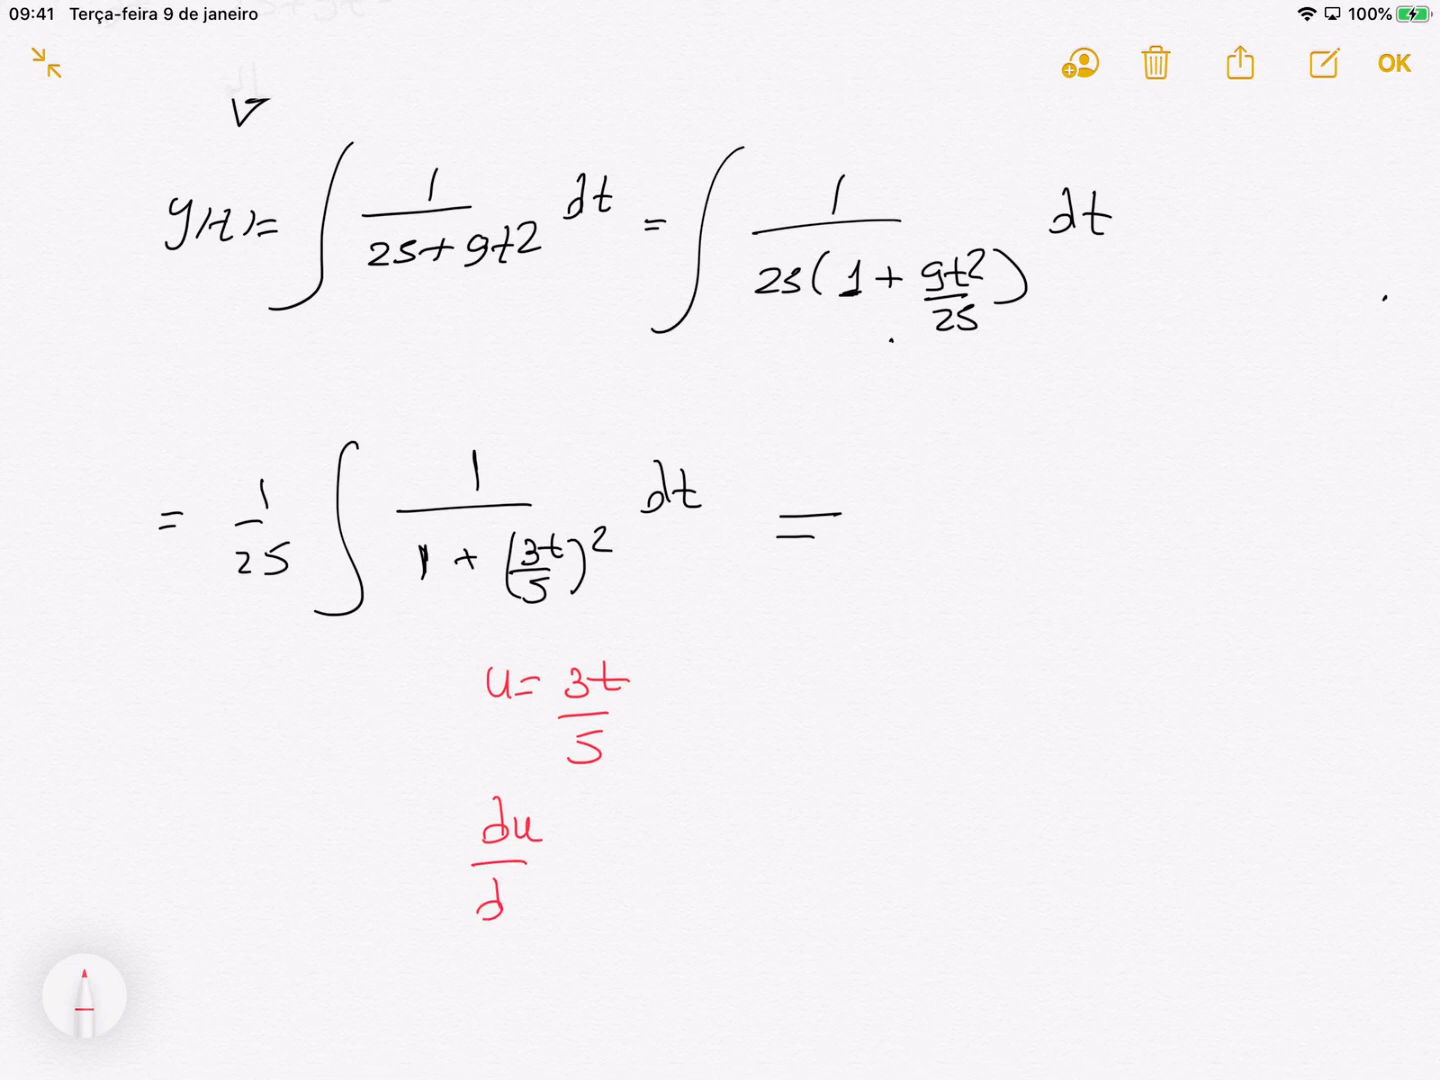 09:41 Terça-feira 9 de janeiro 100%
OK
y(t) = ∫ 1/(25+9t2) dt = ∫ 1/(25(1+9t2/25)) dt
= 1/25 ∫ 1/(1+(3t/5)²) dt =
u = 3t/5
du/d